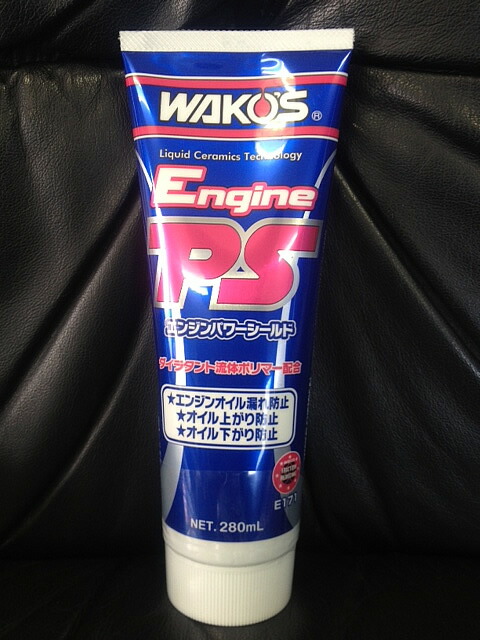 WAKO'S®
Liquid Ceramics Technology
Engine
PS
エンジンパワーシールド
ダイラタント流体ポリマー配合
★エンジンオイル漏れ防止
★オイル上がり防止
★オイル下がり防止
E171
NET. 280mL